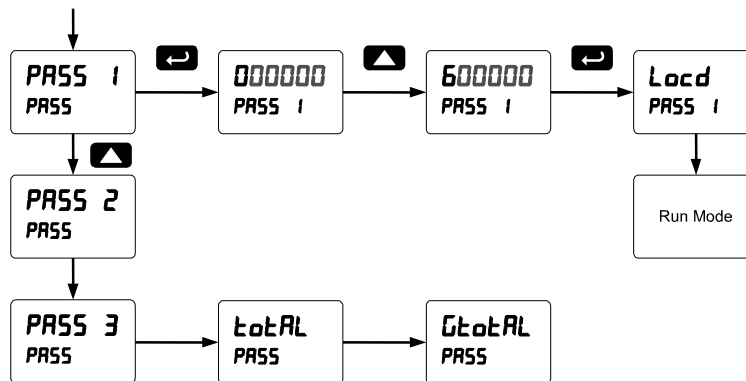 PASS 1
PASS
000000
PASS 1
600000
PASS 1
Locd
PASS 1
PASS 2
PASS
Run Mode
PASS 3
PASS
totAL
PASS
GtotAL
PASS